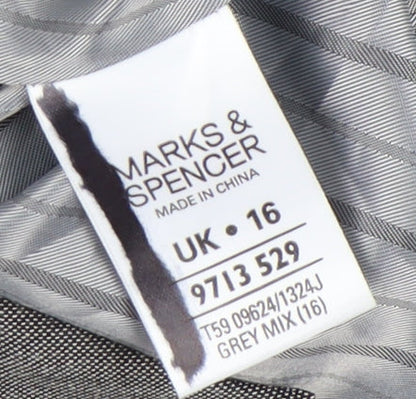 MARKS &
SPENCER
MADE IN CHINA
UK • 16
9713 529
T59 09624/1324J
GREY MIX (16)